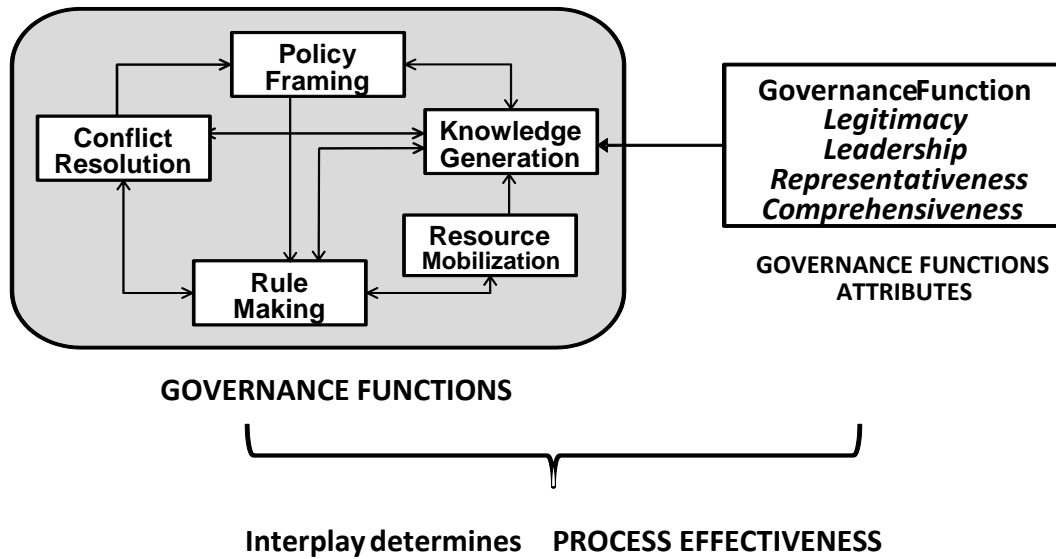 Policy
Framing
Conflict
Resolution
Knowledge
Generation
Resource
Mobilization
Rule
Making
GovernanceFunction
Legitimacy
Leadership
Representativeness
Comprehensiveness
GOVERNANCE FUNCTIONS
ATTRIBUTES
GOVERNANCE FUNCTIONS
Interplay determines PROCESS EFFECTIVENESS